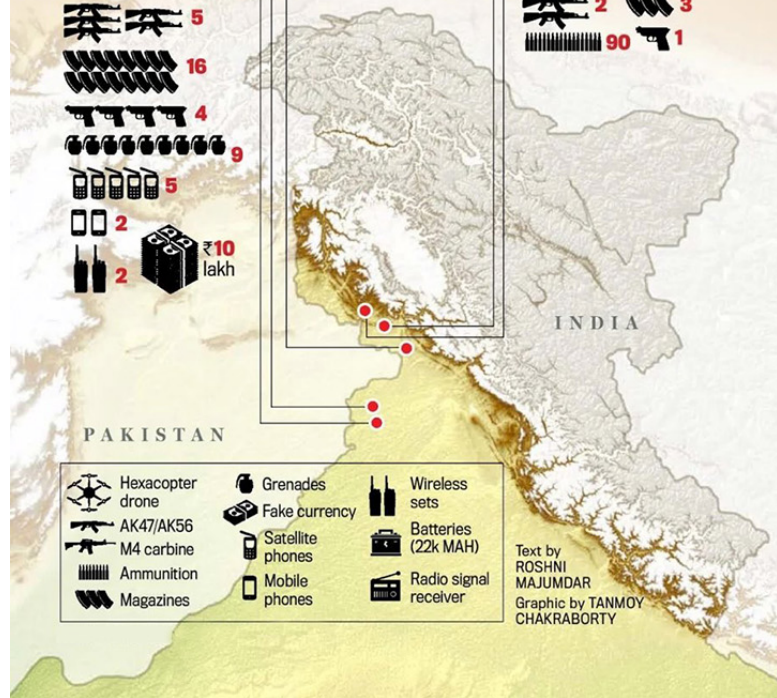 5
2
3
16
90
1
4
9
5
2
2
₹10
lakh
INDIA
PAKISTAN
Hexacopter
drone
AK47/AK56
M4 carbine
Ammunition
Magazines
Grenades
Fake currency
Satellite
phones
Mobile
phones
Wireless
sets
Batteries
(22k MAH)
Radio signal
receiver
Text by
ROSHNI
MAJUMDAR
Graphic by TANMOY
CHAKRABORTY